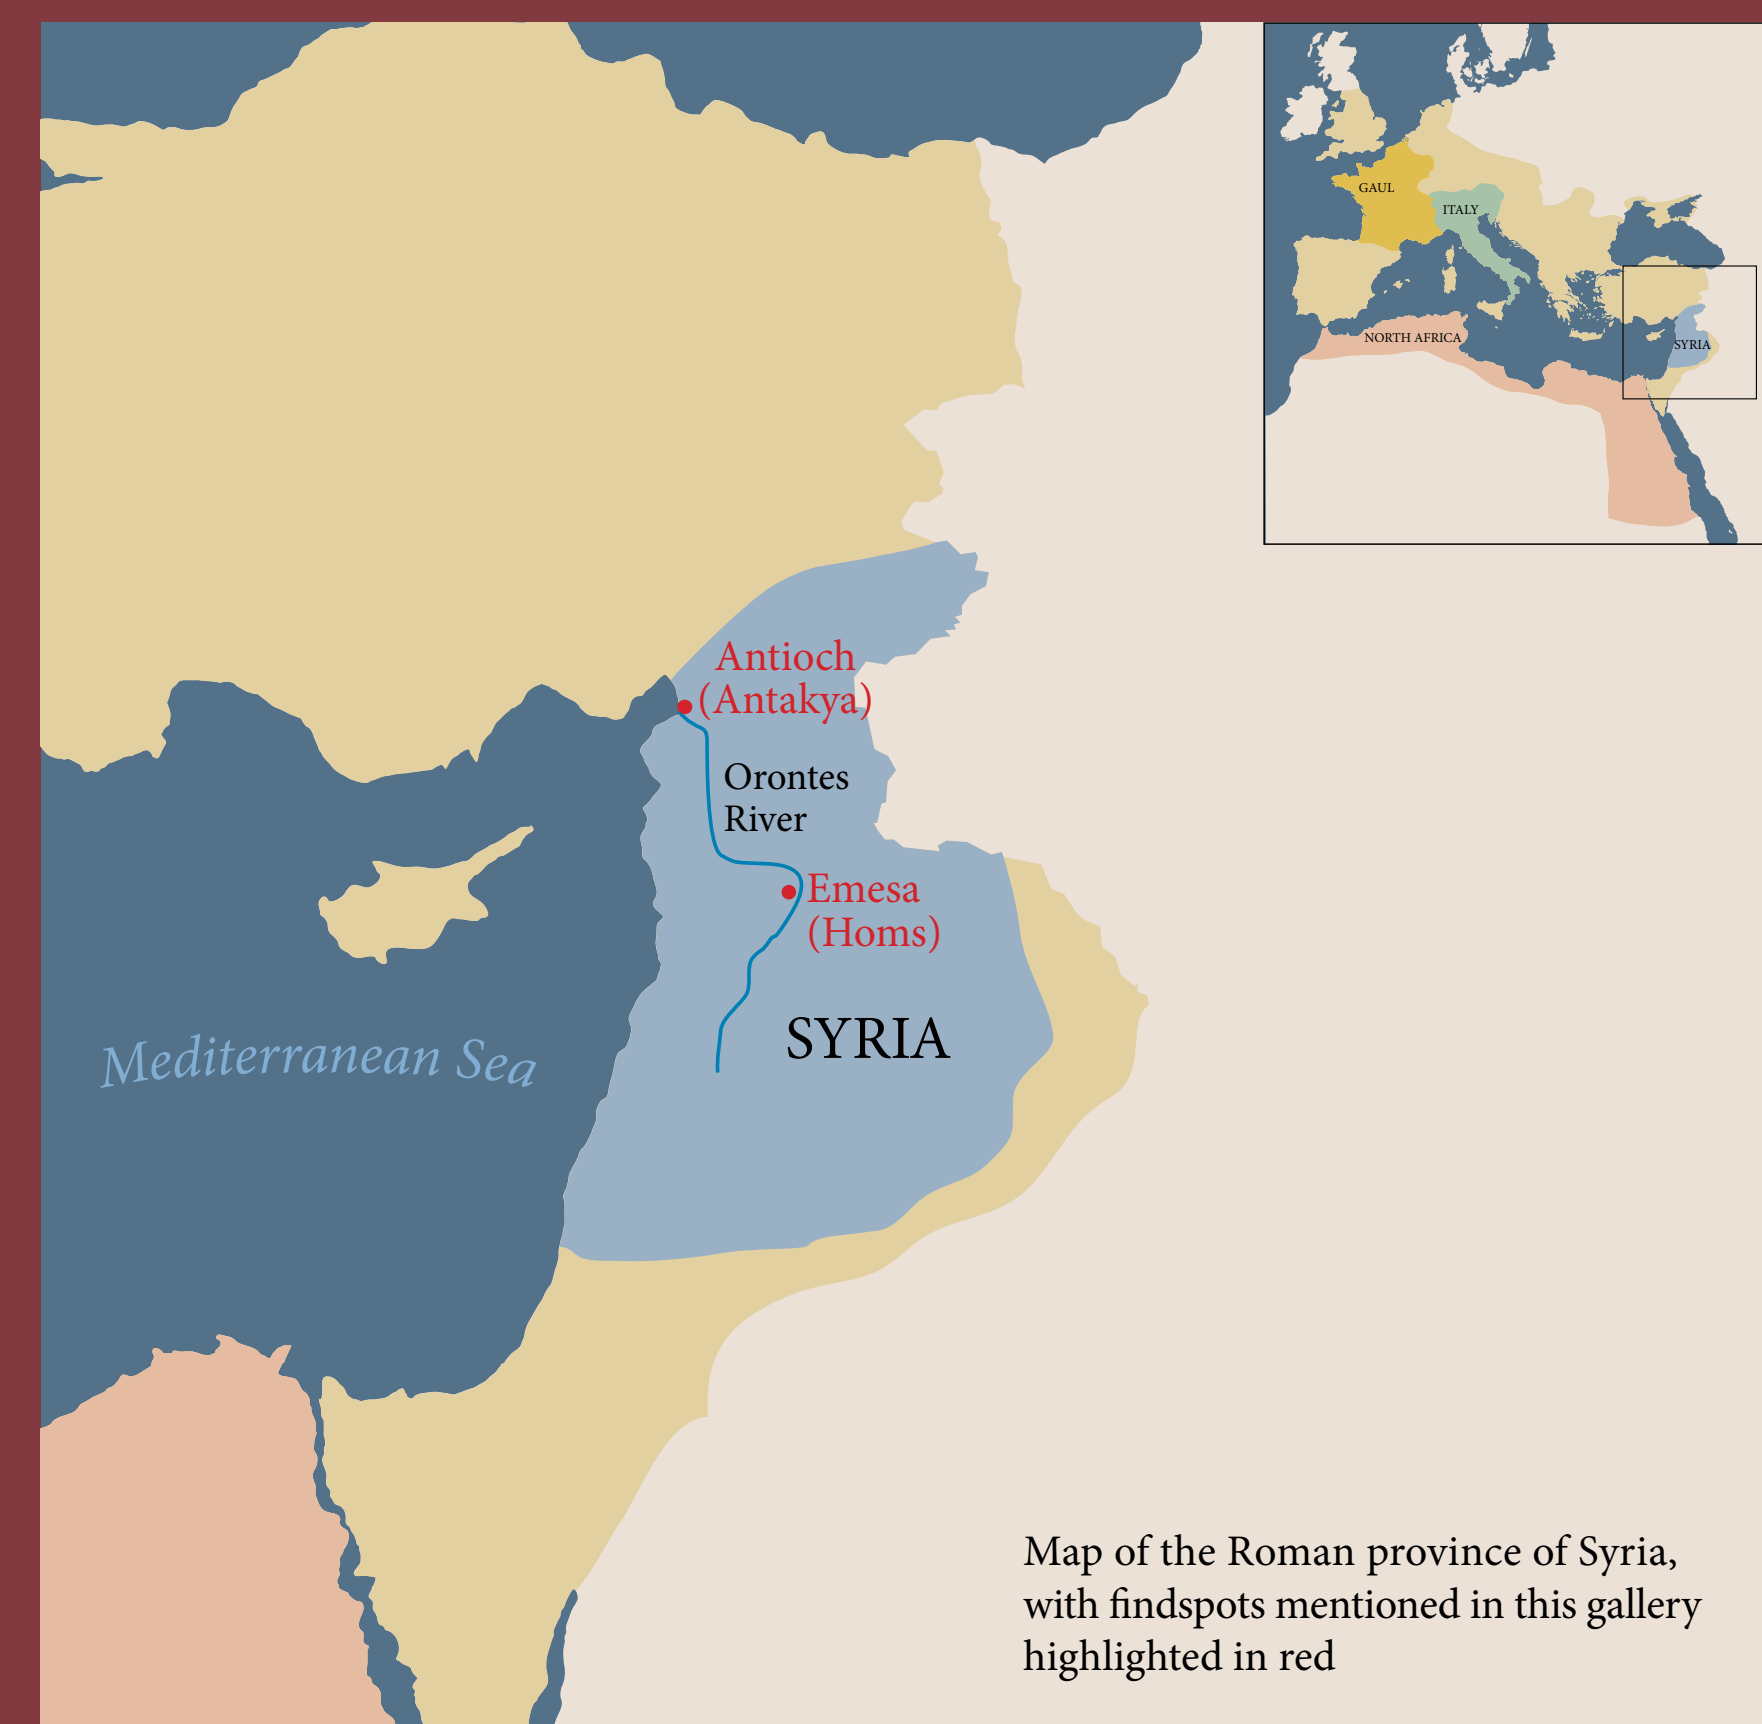 GAUL
ITALY
NORTH AFRICA
SYRIA
Antioch
(Antakya)
Orontes
River
Emesa
(Homs)
SYRIA
Mediterranean Sea
Map of the Roman province of Syria,
with findspots mentioned in this gallery
highlighted in red